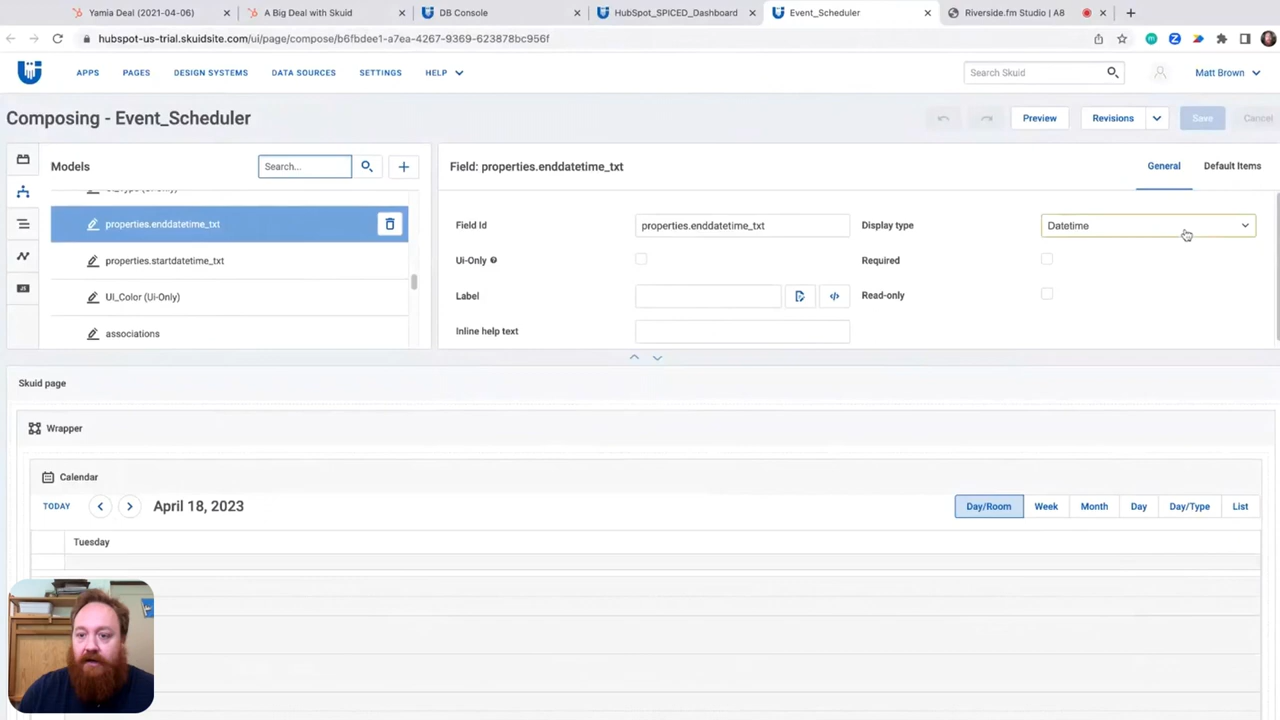 Yamia Deal (2021-04-06)
A Big Deal with Skuid
DB Console
HubSpot_SPICED_Dashboard
Event_Scheduler
Riverside.fm Studio | A8
hubspot-us-trial.skuidsite.com/ui/page/compose/b6fbdee1-a7ea-4267-9369-623878bc956f
APPS
PAGES
DESIGN SYSTEMS
DATA SOURCES
SETTINGS
HELP
Search Skuid
Matt Brown
Composing - Event_Scheduler
Preview
Revisions
Save
Cancel
Models
Search...
properties.enddatetime_txt
properties.startdatetime_txt
UI_Color (Ui-Only)
associations
Field: properties.enddatetime_txt
General
Default Items
Field Id
properties.enddatetime_txt
Display type
Datetime
Ui-Only
Required
Label
Read-only
Inline help text
Skuid page
Wrapper
Calendar
TODAY
April 18, 2023
Day/Room
Week
Month
Day
Day/Type
List
Tuesday